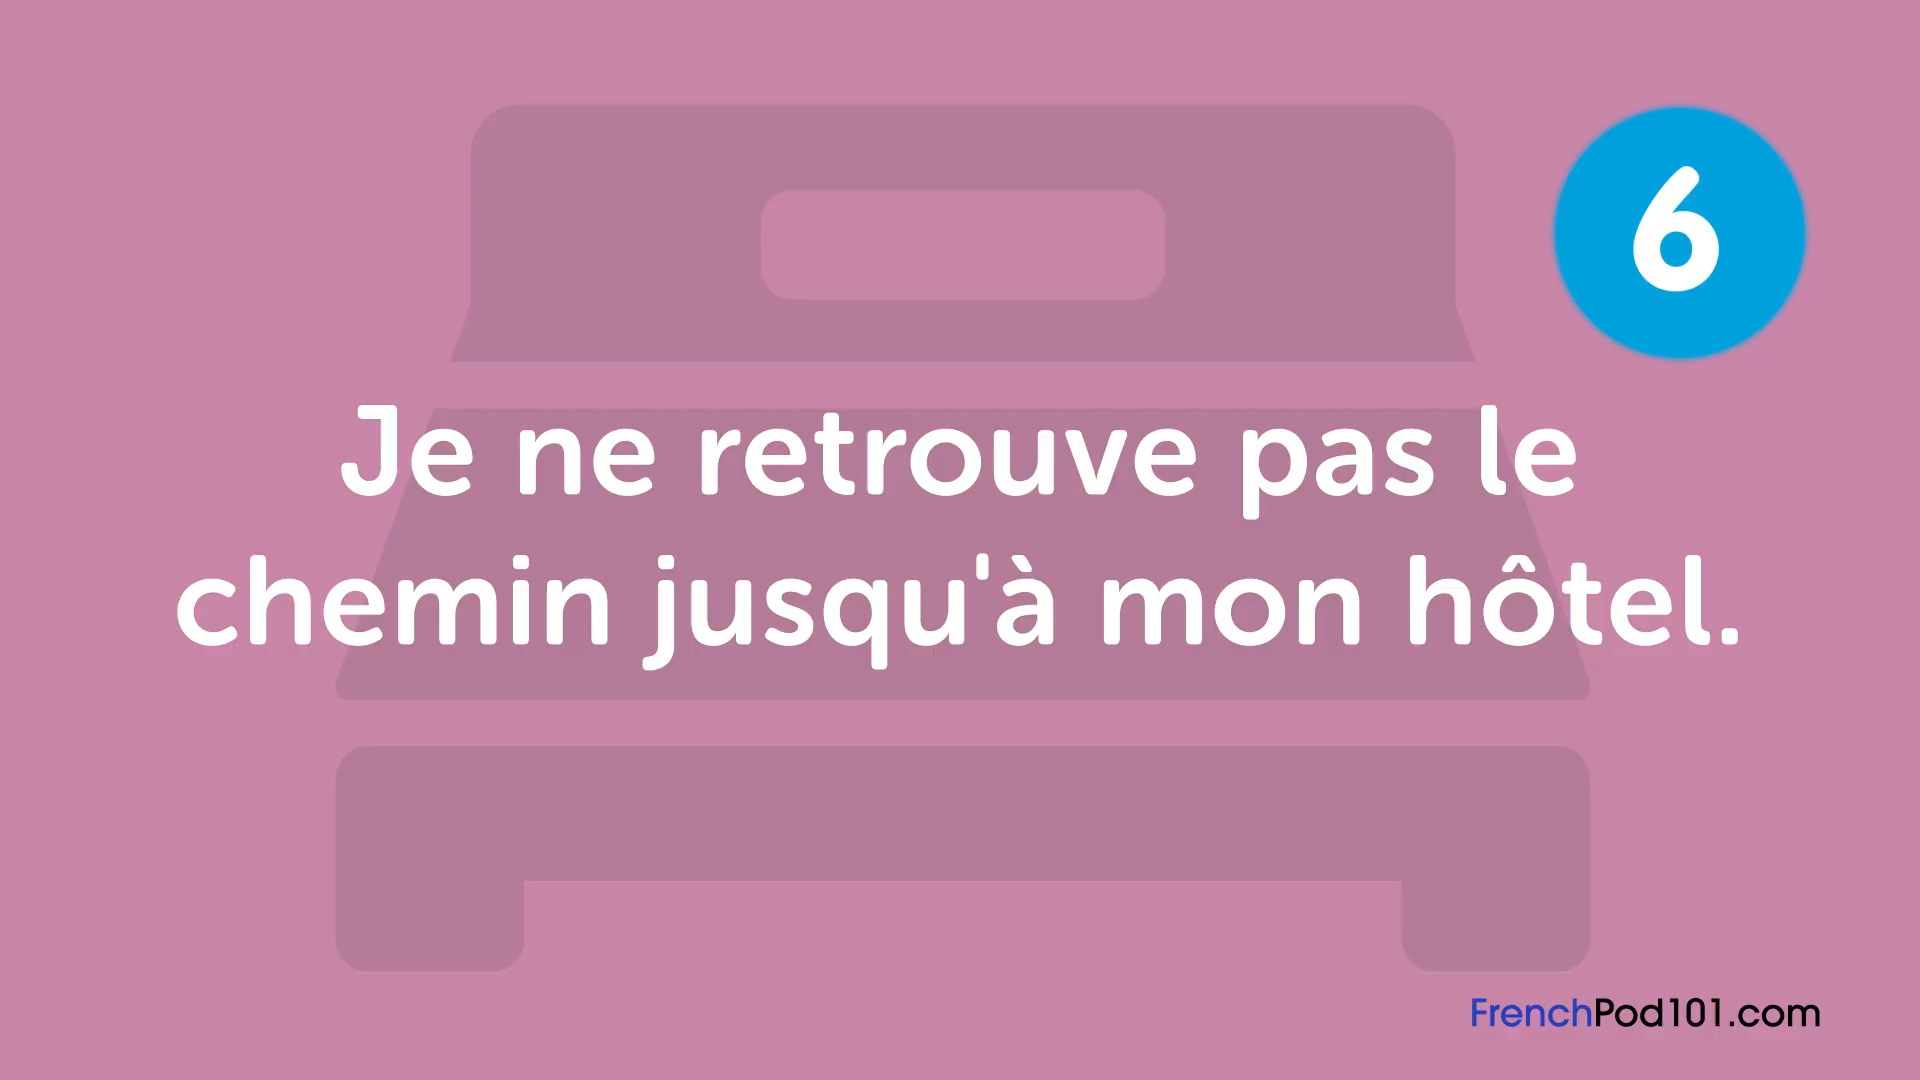 6
Je ne retrouve pas le
chemin jusqu'à mon hôtel.
FrenchPod101.com